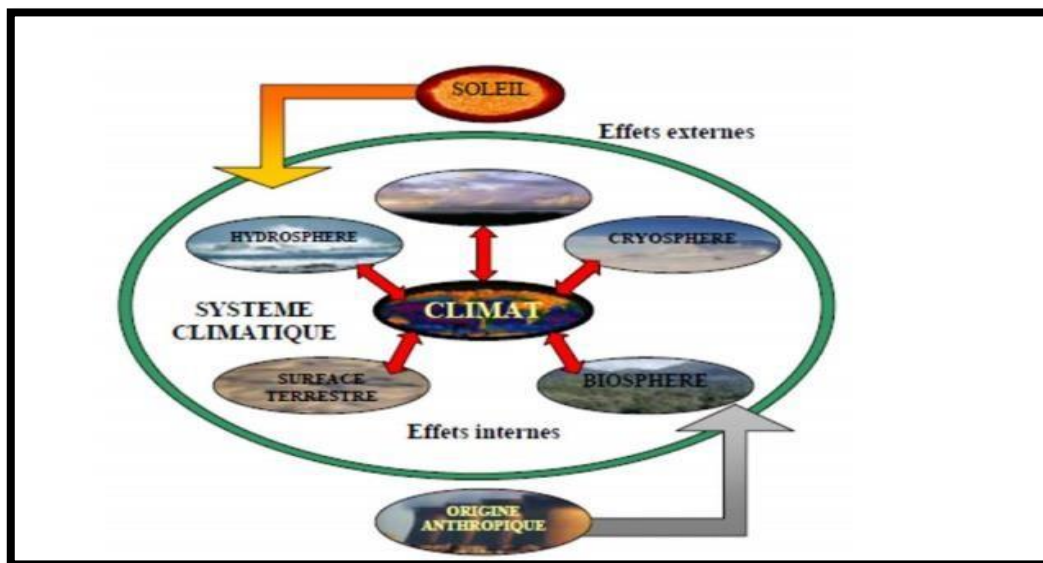 SOLEIL
Effets externes
HYDROSPHERE
CRYOSPHERE
CLIMAT
SYSTEME
CLIMATIQUE
SURFACE
TERRESTRE
BIOSPHERE
Effets internes
ORIGINE
ANTHROPIQUE